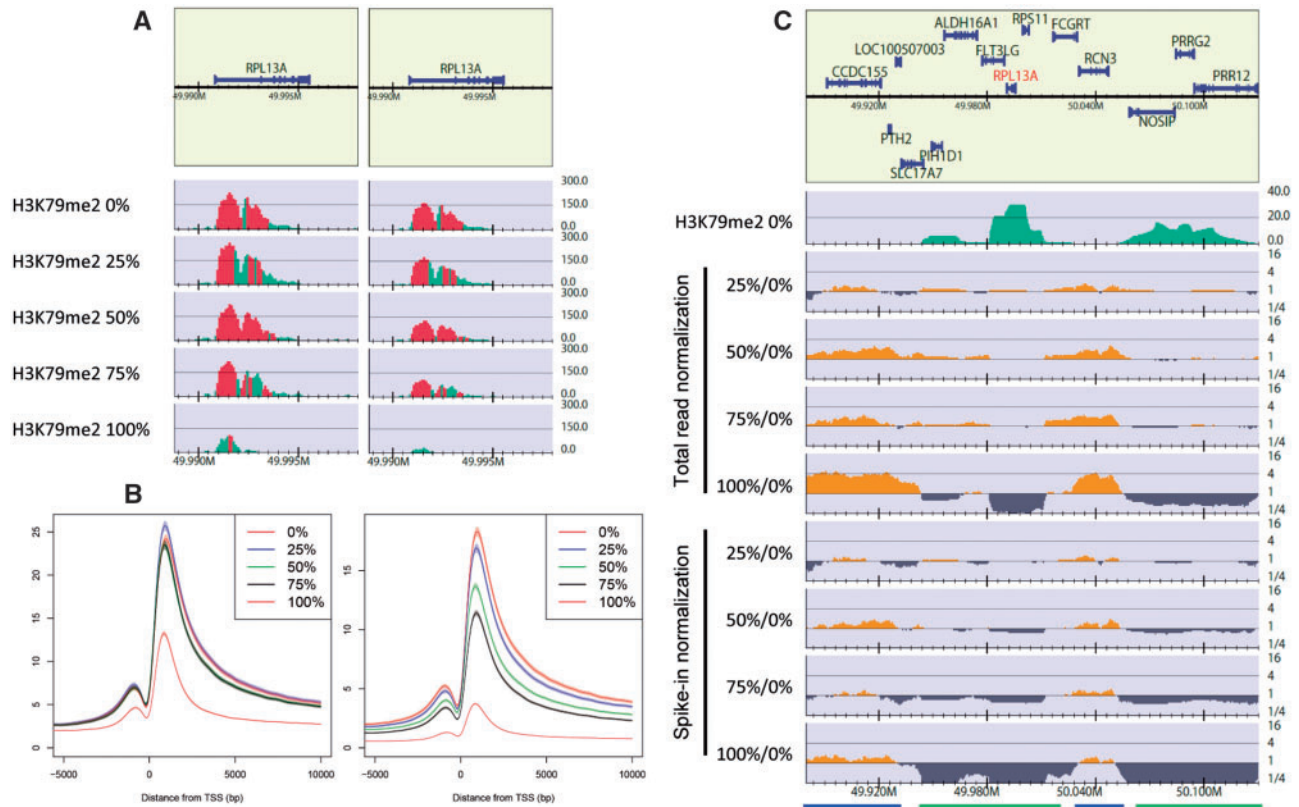 A
RPL13A
RPL13A
49.990M 49.995M 49.990M 49.995M
H3K79me2 0%
300.0
150.0
0.0
H3K79me2 25%
300.0
150.0
0.0
H3K79me2 50%
300.0
150.0
0.0
H3K79me2 75%
300.0
150.0
0.0
H3K79me2 100%
300.0
150.0
0.0
49.990M 49.995M 49.990M 49.995M
B
25
20
15
10
5
0
0%
25%
50%
75%
100%
−5000 0 5000 10000
Distance from TSS (bp)
15
10
5
0
0%
25%
50%
75%
100%
−5000 0 5000 10000
Distance from TSS (bp)
C
ALDH16A1 RPS11 FCGRT
LOC100507003 FLT3LG PRRG2
CCDC155 RPL13A RCN3 PRR12
49.920M 49.980M 50.040M 50.100M
NOSIP
PTH2 PIH1D1
SLC17A7
H3K79me2 0%
40.0
20.0
0.0
Total read normalization
25%/0%
16
4
1
1/4
50%/0%
16
4
1
1/4
75%/0%
16
4
1
1/4
100%/0%
16
4
1
1/4
Spike-in normalization
25%/0%
16
4
1
1/4
50%/0%
16
4
1
1/4
75%/0%
16
4
1
1/4
100%/0%
16
4
1
1/4
49.920M 49.980M 50.040M 50.100M